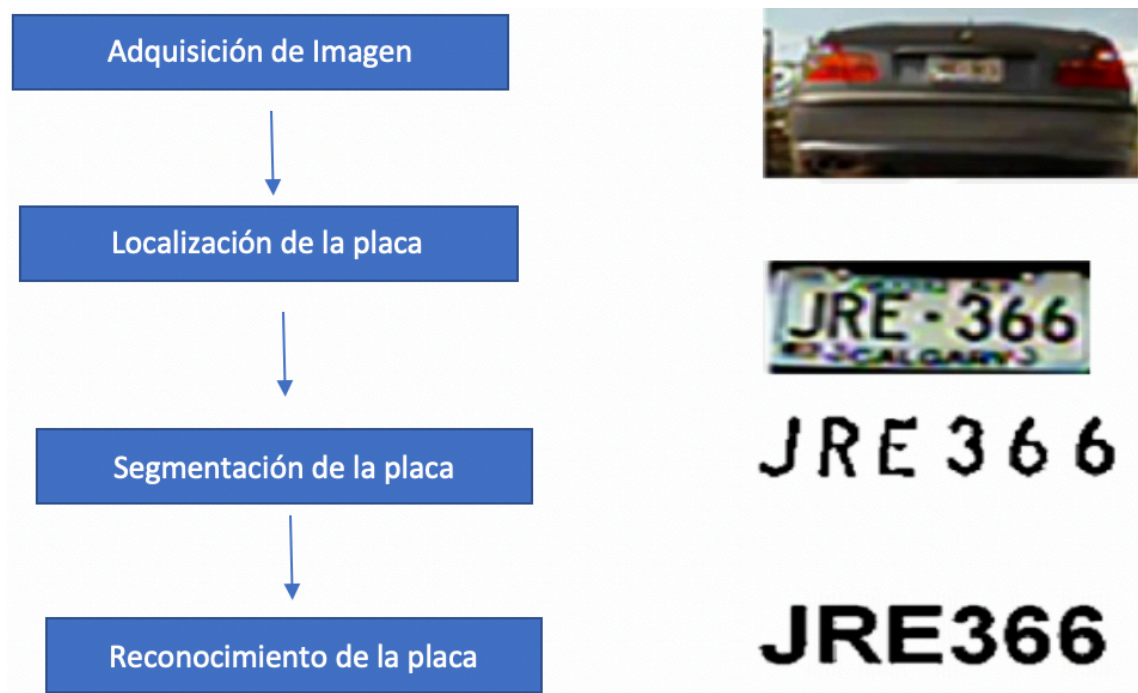 Adquisición de Imagen
Localización de la placa
JRE - 366
CALGARY
Segmentación de la placa
JRE366
Reconocimiento de la placa
JRE366